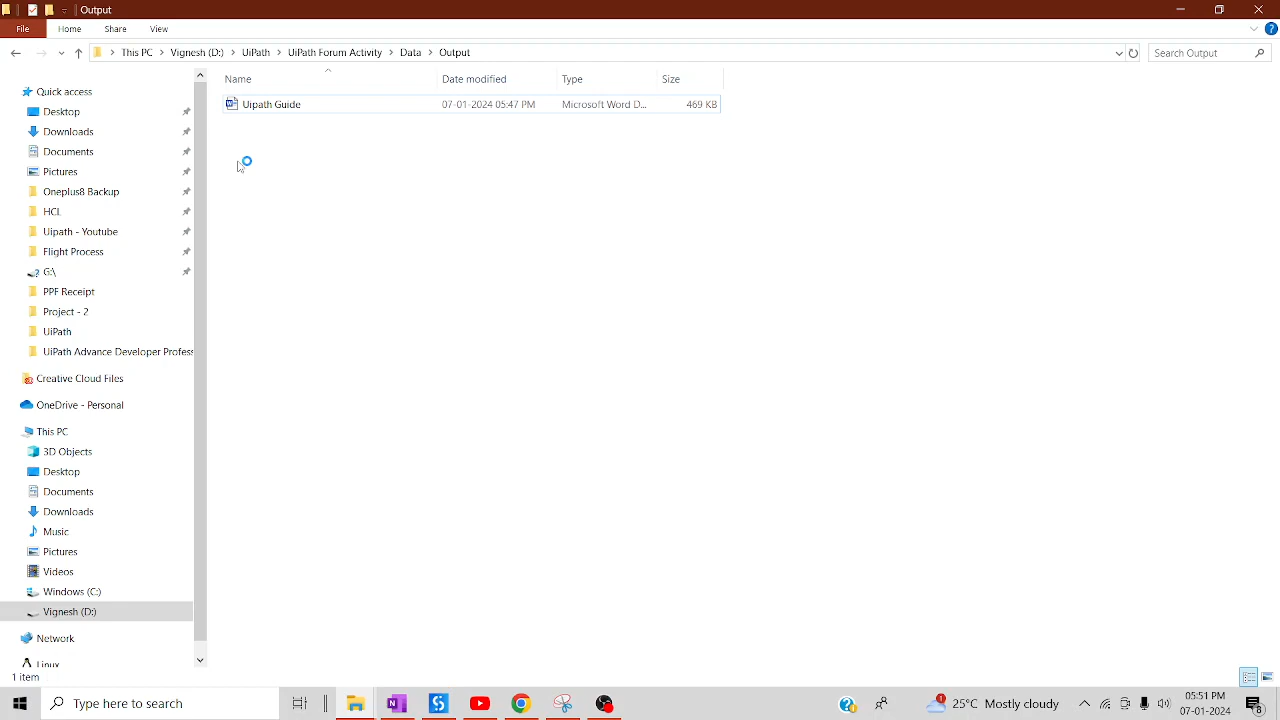 Output
File Home Share View
This PC Vignesh (D:) UiPath UiPath Forum Activity Data Output Search Output
Name Date modified Type Size
Uipath Guide 07-01-2024 05:47 PM Microsoft Word D... 469 KB
Quick access
Desktop
Downloads
Documents
Pictures
Oneplus8 Backup
HCL
Uipath - Youtube
Flight Process
G:\
PPF Receipt
Project - 2
UiPath
UiPath Advance Developer Profess
Creative Cloud Files
OneDrive - Personal
This PC
3D Objects
Desktop
Documents
Downloads
Music
Pictures
Videos
Windows (C:)
Vignesh (D:)
Network
Linux
1 item
Type here to search 1 25°C Mostly cloudy 05:51 PM
07-01-2024 8